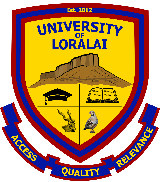 Est. 2012
UNIVERSITY
OF
LORALAI
ACCESS
QUALITY
RELEVANCE